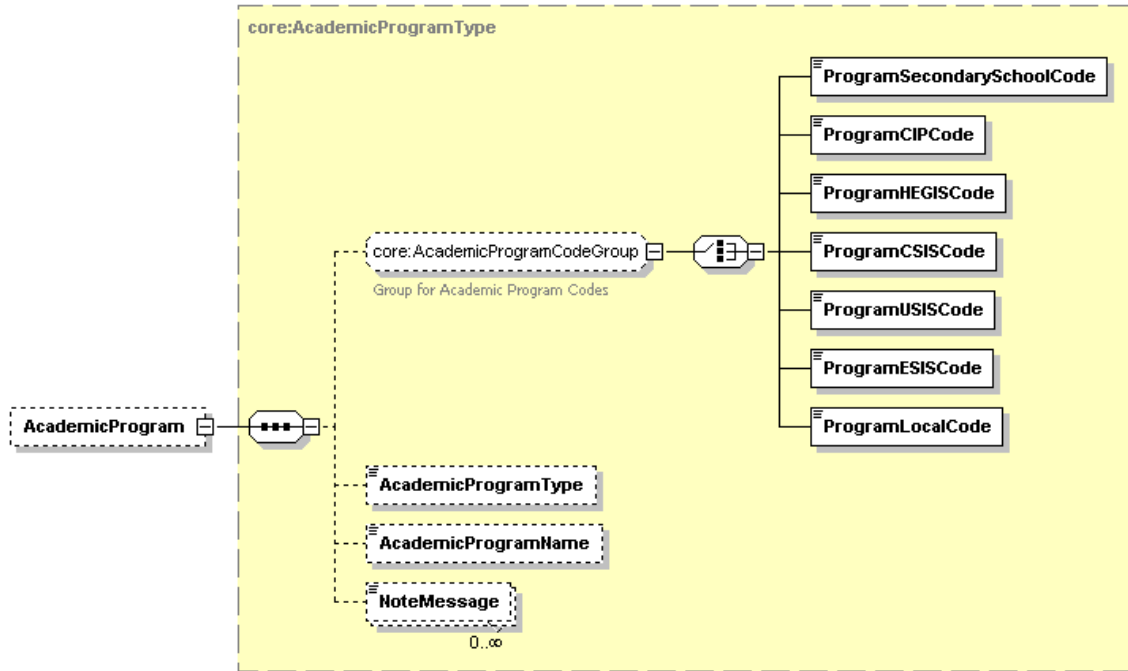 core:AcademicProgramType
ProgramSecondarySchoolCode
ProgramCIPCode
ProgramHEGISCode
core:AcademicProgramCodeGroup
ProgramCSISCode
Group for Academic Program Codes
ProgramUSISCode
ProgramESISCode
AcademicProgram
ProgramLocalCode
AcademicProgramType
AcademicProgramName
NoteMessage
0..∞